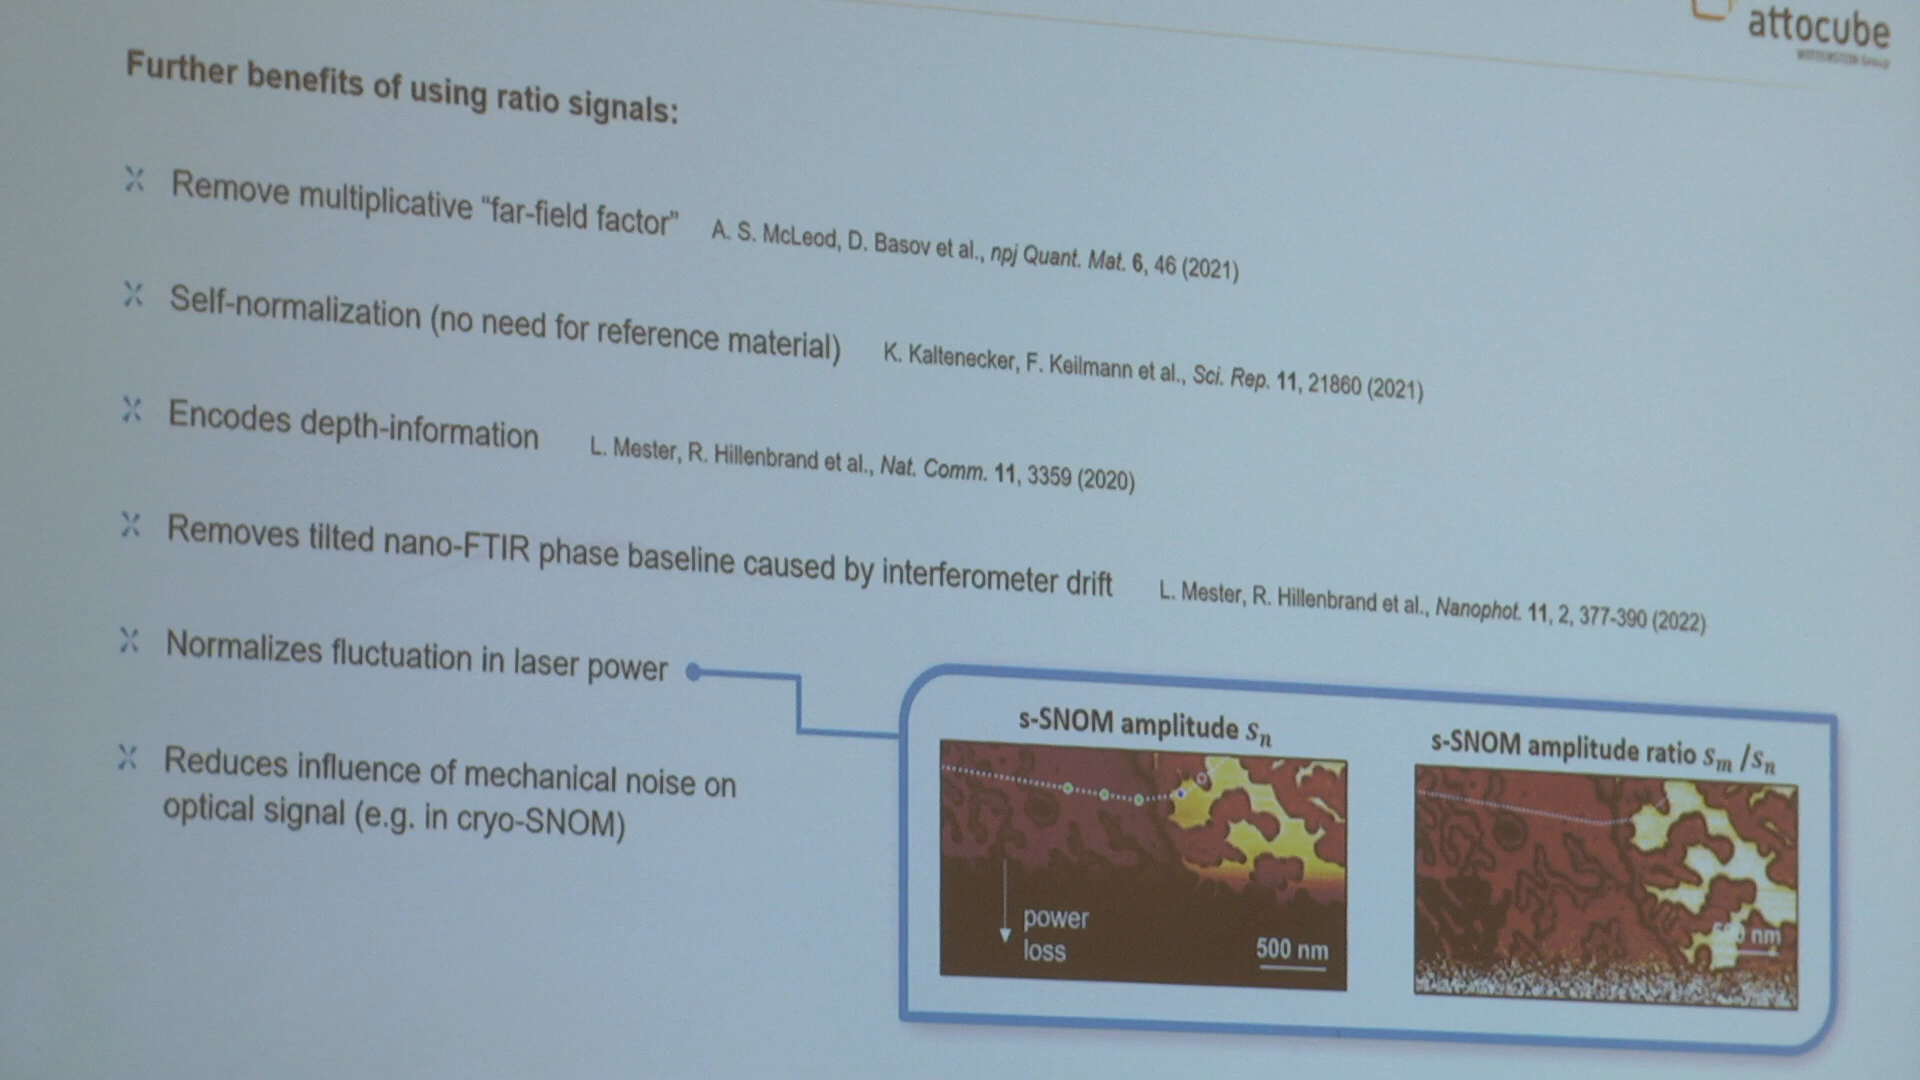 attocube
WITTENSTEIN Group
Further benefits of using ratio signals:
Remove multiplicative “far-field factor” A. S. McLeod, D. Basov et al., npj Quant. Mat. 6, 46 (2021)
Self-normalization (no need for reference material) K. Kaltenecker, F. Keilmann et al., Sci. Rep. 11, 21860 (2021)
Encodes depth-information L. Mester, R. Hillenbrand et al., Nat. Comm. 11, 3359 (2020)
Removes tilted nano-FTIR phase baseline caused by interferometer drift L. Mester, R. Hillenbrand et al., Nanophot. 11, 2, 377-390 (2022)
Normalizes fluctuation in laser power
Reduces influence of mechanical noise on
optical signal (e.g. in cryo-SNOM)
s-SNOM amplitude sn
power
loss
500 nm
s-SNOM amplitude ratio sm/sn
500 nm